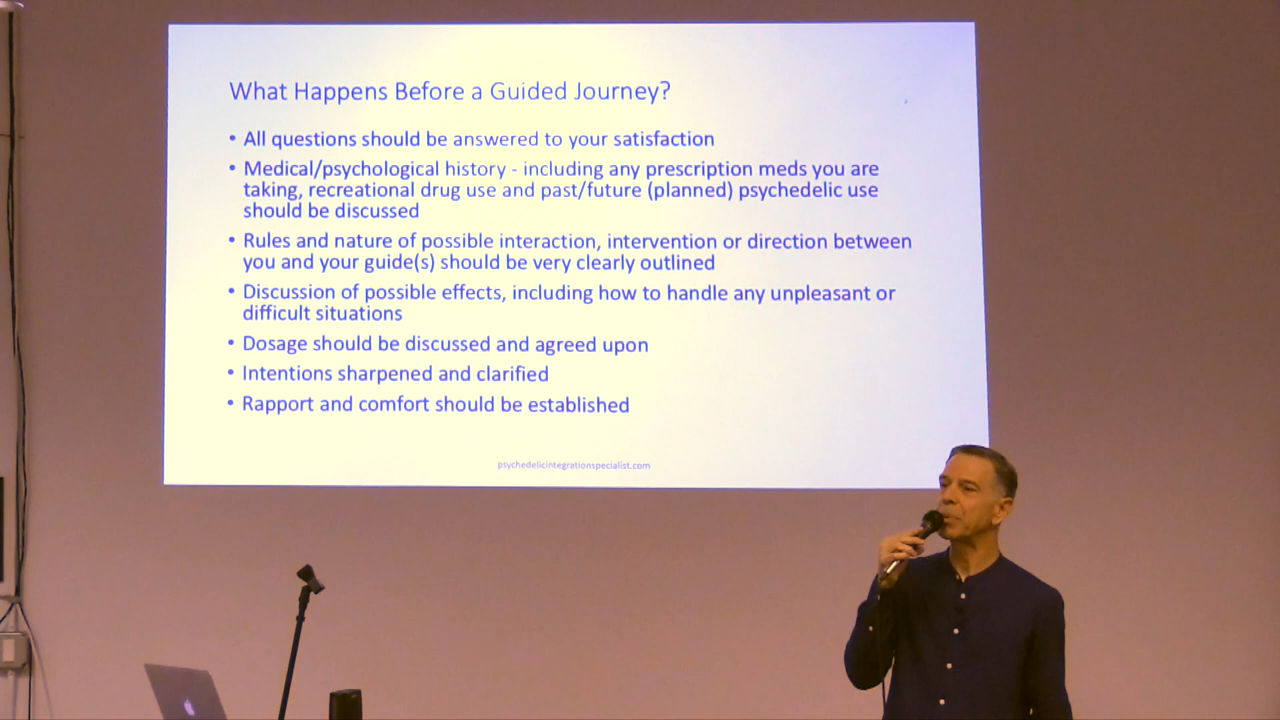 What Happens Before a Guided Journey?
• All questions should be answered to your satisfaction
• Medical/psychological history - including any prescription meds you are
taking, recreational drug use and past/future (planned) psychedelic use
should be discussed
• Rules and nature of possible interaction, intervention or direction between
you and your guide(s) should be very clearly outlined
• Discussion of possible effects, including how to handle any unpleasant or
difficult situations
• Dosage should be discussed and agreed upon
• Intentions sharpened and clarified
• Rapport and comfort should be established
psychedelicintegrationspecialist.com